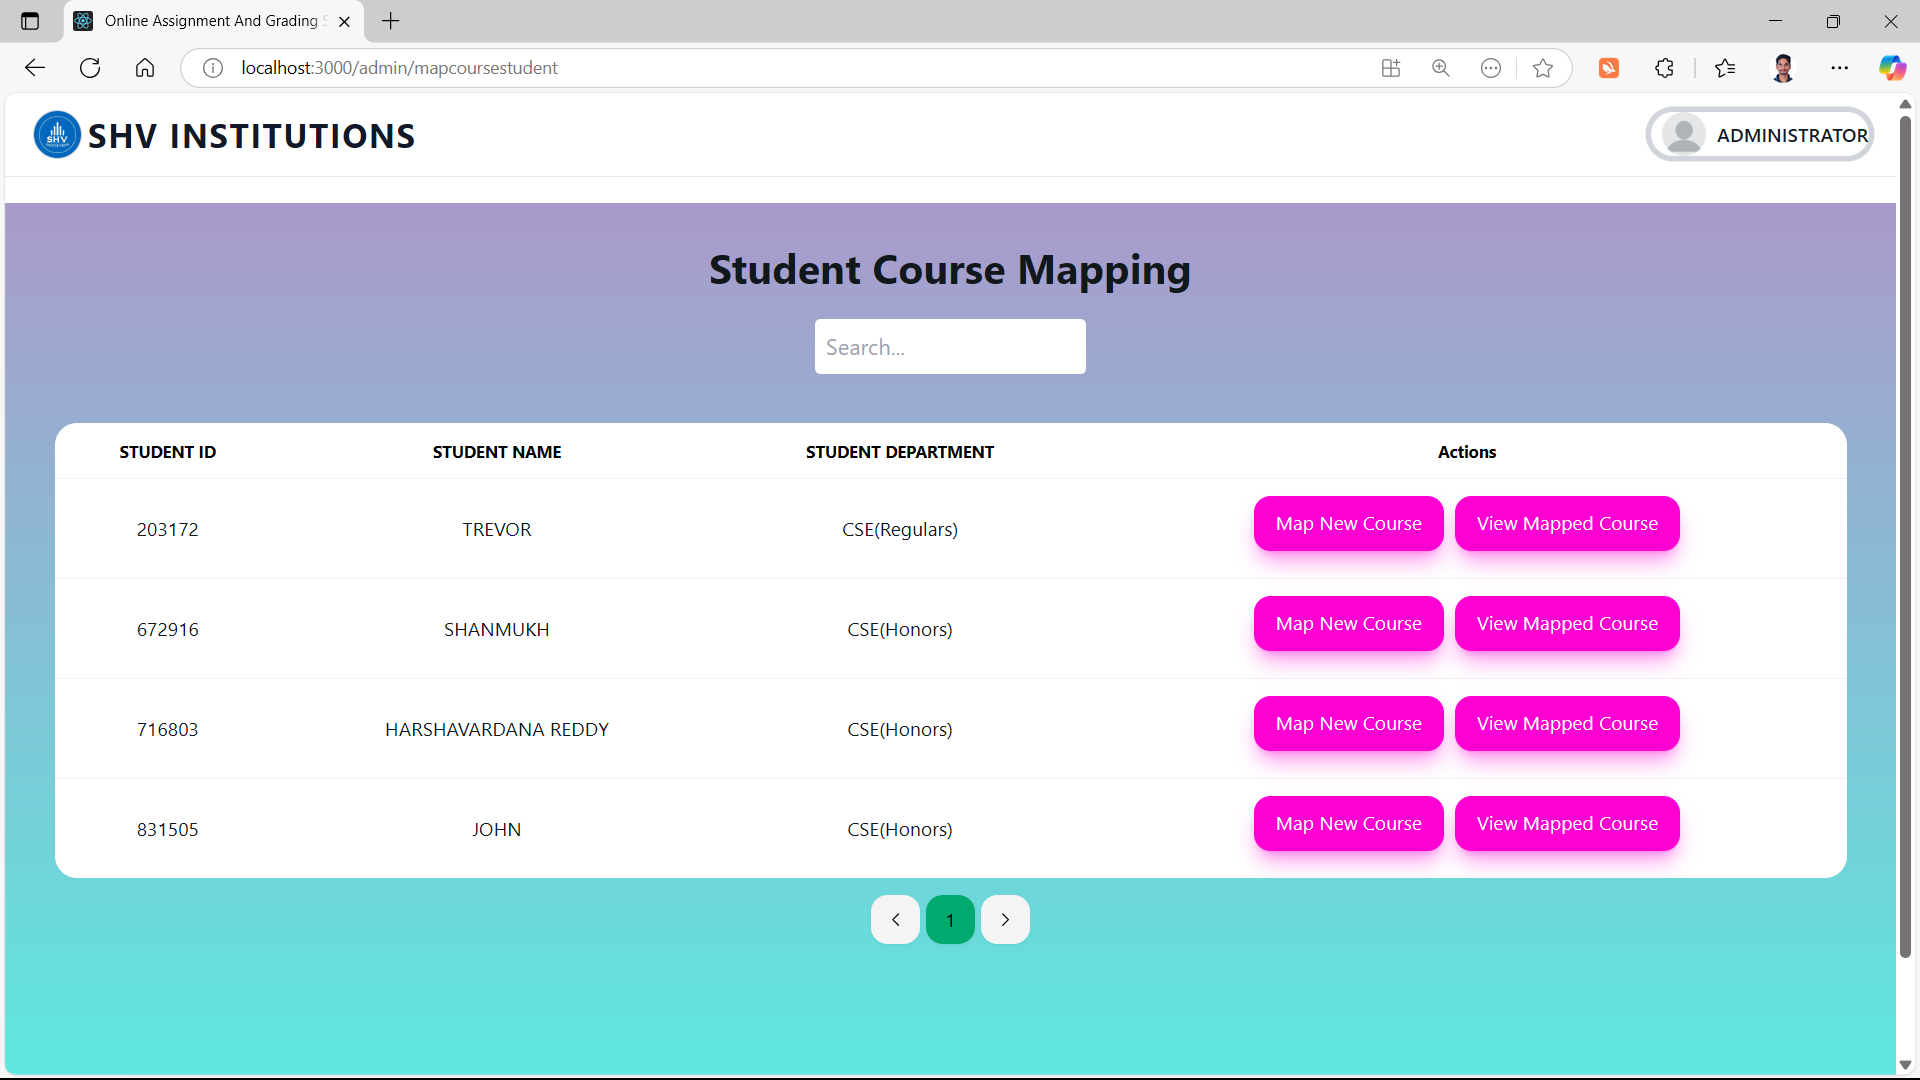 Online Assignment And Grading S
localhost:3000/admin/mapcoursestudent
SHV
SHV INSTITUTIONS
ADMINISTRATOR
Student Course Mapping
Search...
STUDENT ID STUDENT NAME STUDENT DEPARTMENT Actions
203172 TREVOR CSE(Regulars) Map New Course View Mapped Course
672916 SHANMUKH CSE(Honors) Map New Course View Mapped Course
716803 HARSHAVARDANA REDDY CSE(Honors) Map New Course View Mapped Course
831505 JOHN CSE(Honors) Map New Course View Mapped Course
1